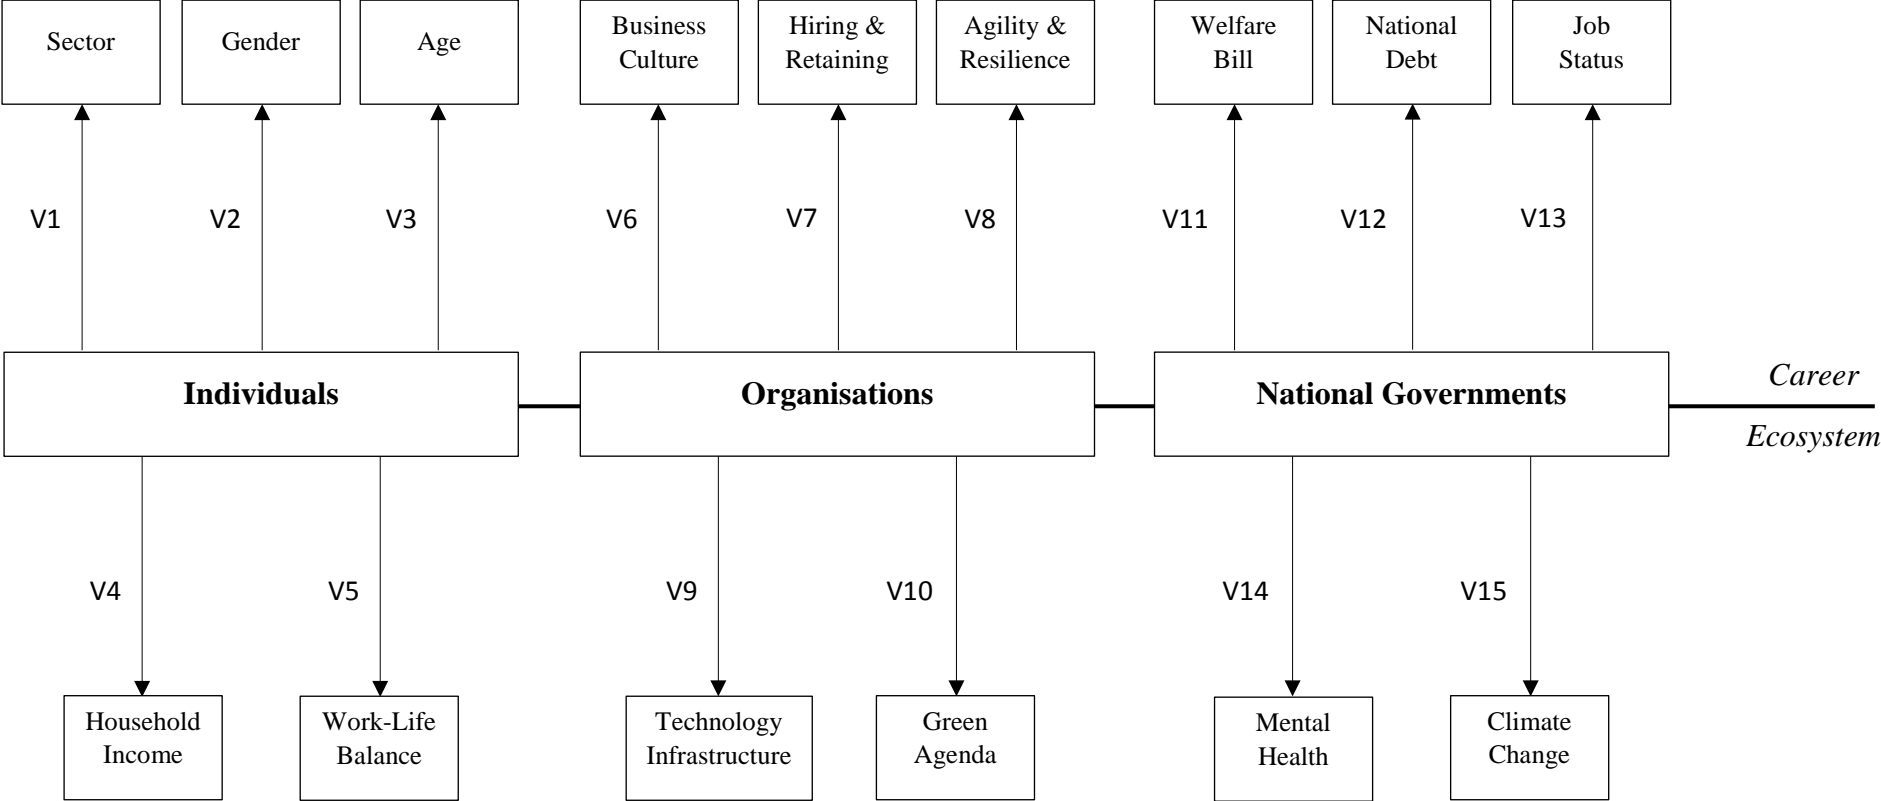 Sector
Gender
Age
Business
Culture
Hiring &
Retaining
Agility &
Resilience
Welfare
Bill
National
Debt
Job
Status
V1
V2
V3
V6
V7
V8
V11
V12
V13
Individuals
Organisations
National Governments
Career
Ecosystem
V4
V5
V9
V10
V14
V15
Household
Income
Work-Life
Balance
Technology
Infrastructure
Green
Agenda
Mental
Health
Climate
Change